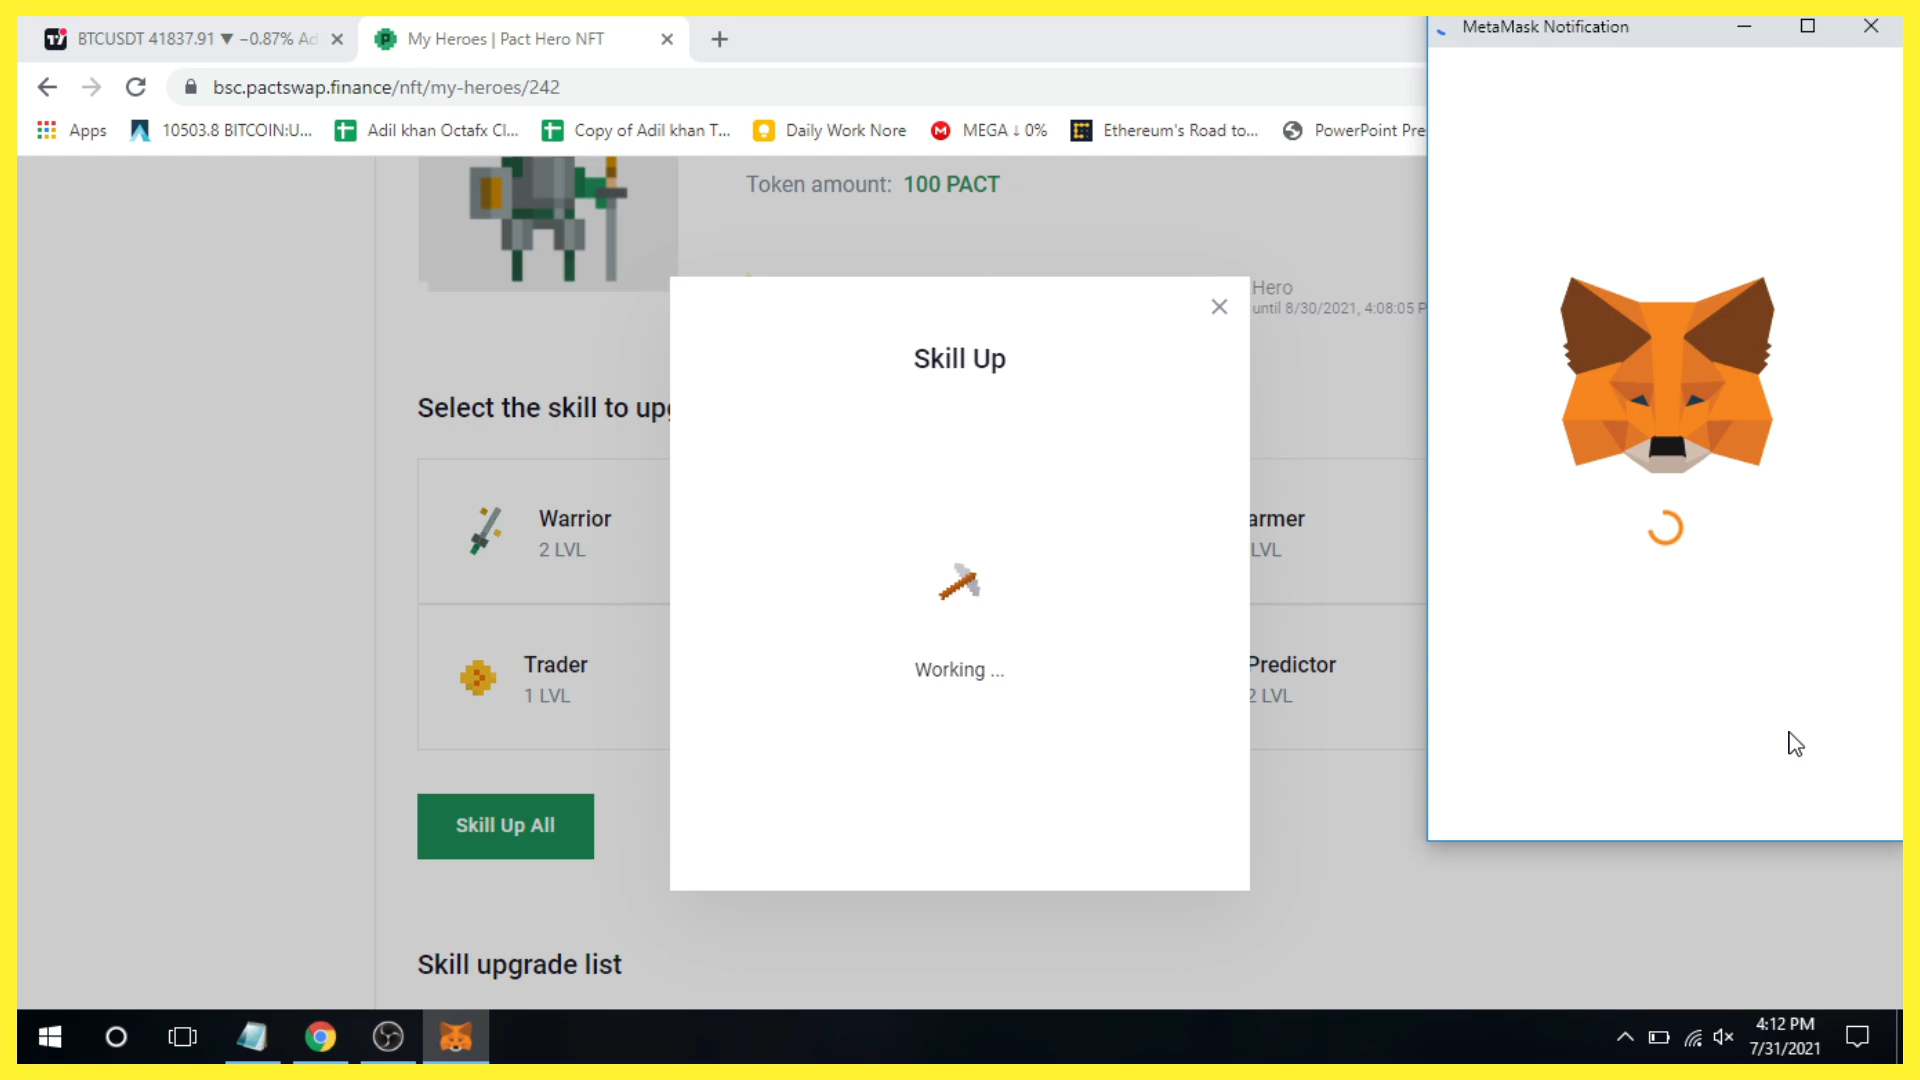 BTCUSDT 41837.91 ▼ −0.87% Ad
My Heroes | Pact Hero NFT
MetaMask Notification
bsc.pactswap.finance/nft/my-heroes/242
Apps
10503.8 BITCOIN:U...
Adil khan Octafx Cl...
Copy of Adil khan T...
Daily Work Nore
MEGA ↓ 0%
Ethereum's Road to...
PowerPoint Pre
Token amount: 100 PACT
Hero
until 8/30/2021, 4:08:05 P
Skill Up
Select the skill to upg
Warrior
2 LVL
armer
LVL
Working ...
Trader
1 LVL
Predictor
2 LVL
Skill Up All
Skill upgrade list
4:12 PM
7/31/2021